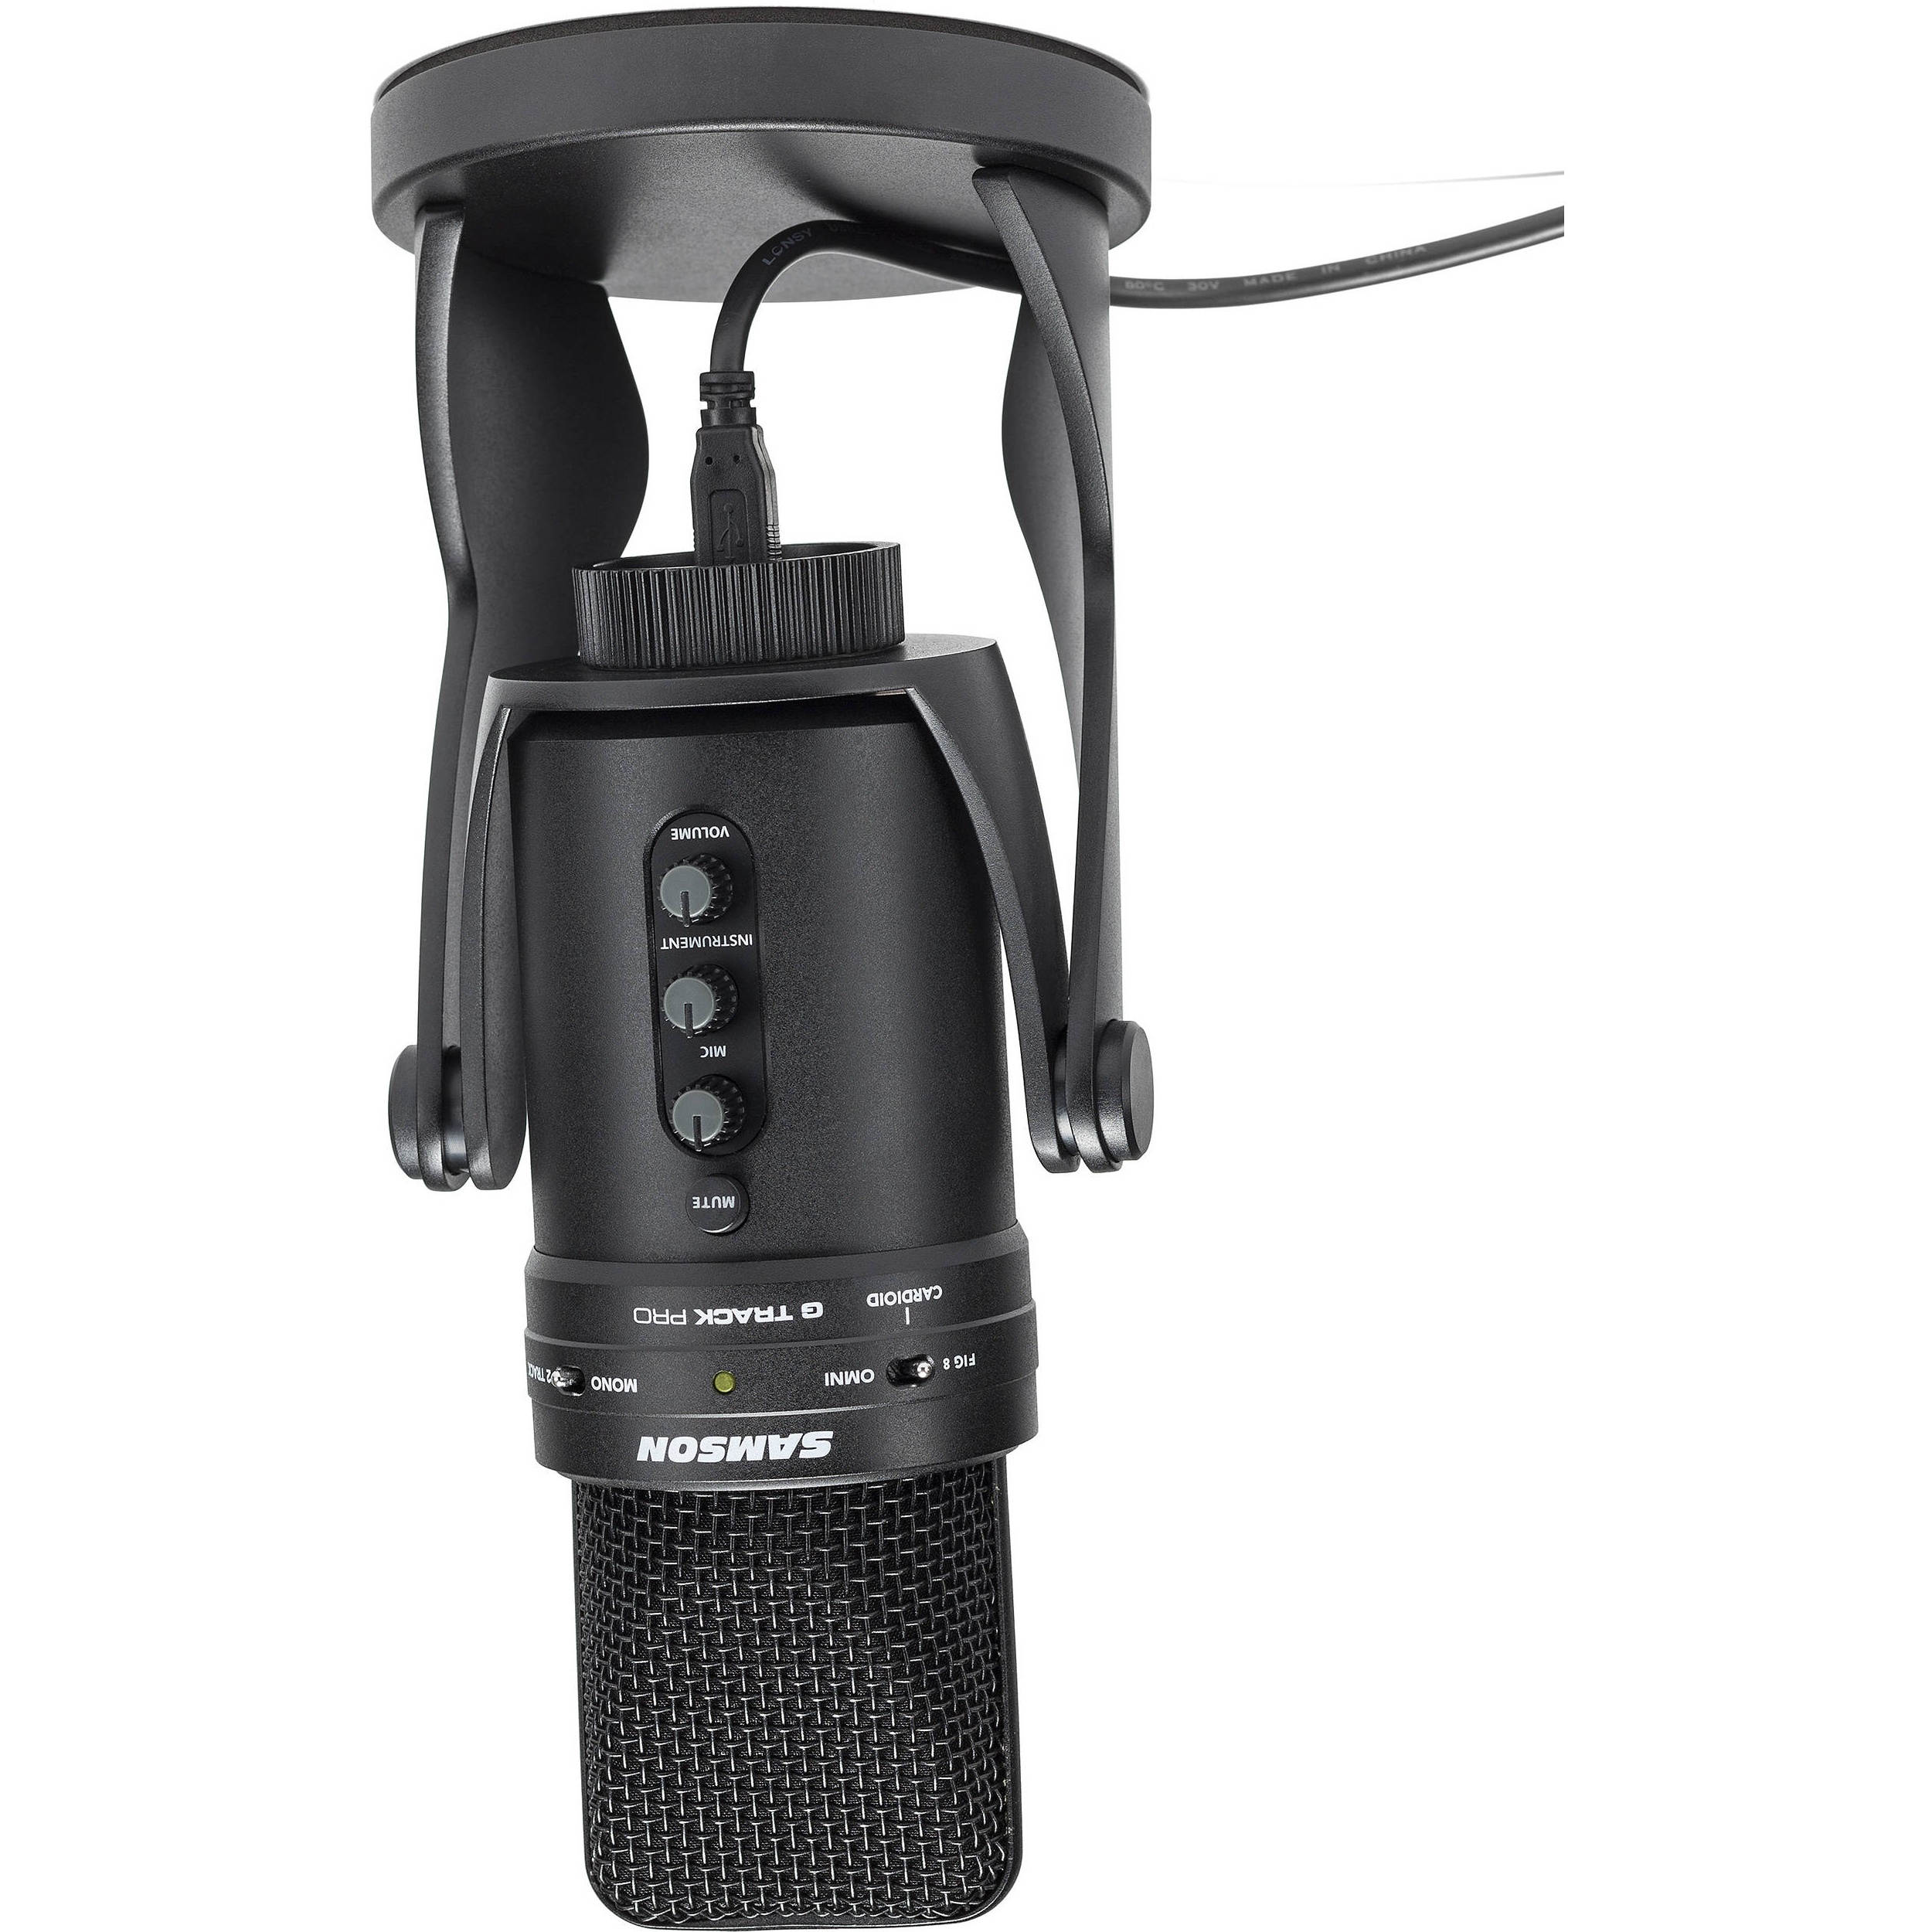 SAMSON
FIG 8
OMNI
MONO
2 TRACK
CARDIOID
G TRACK PRO
MUTE
MIC
INSTRUMENT
VOLUME
80°C 30V MADE IN CHINA
LONSY